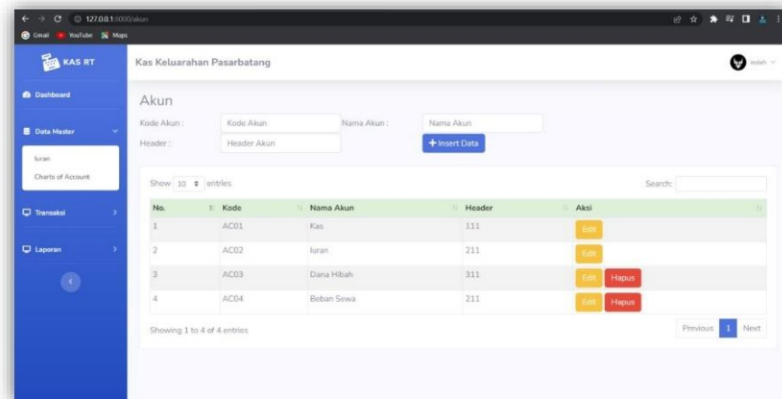 127.0.0.1:8000/akun
Gmail YouTube Maps
KAS RT
Kas Keluarahan Pasarbatang
indah
Dashboard
Akun
Kode Akun : Kode Akun Nama Akun : Nama Akun
Data Master
Header : Header Akun + Insert Data
Iuran
Charts of Account
Show 10 entries Search:
Transaksi
No. Kode Nama Akun Header Aksi
1 AC01 Kas 111 Edit
2 AC02 Iuran 211 Edit
Laporan
3 AC03 Dana Hibah 311 Edit Hapus
4 AC04 Beban Sewa 211 Edit Hapus
Showing 1 to 4 of 4 entries Previous 1 Next